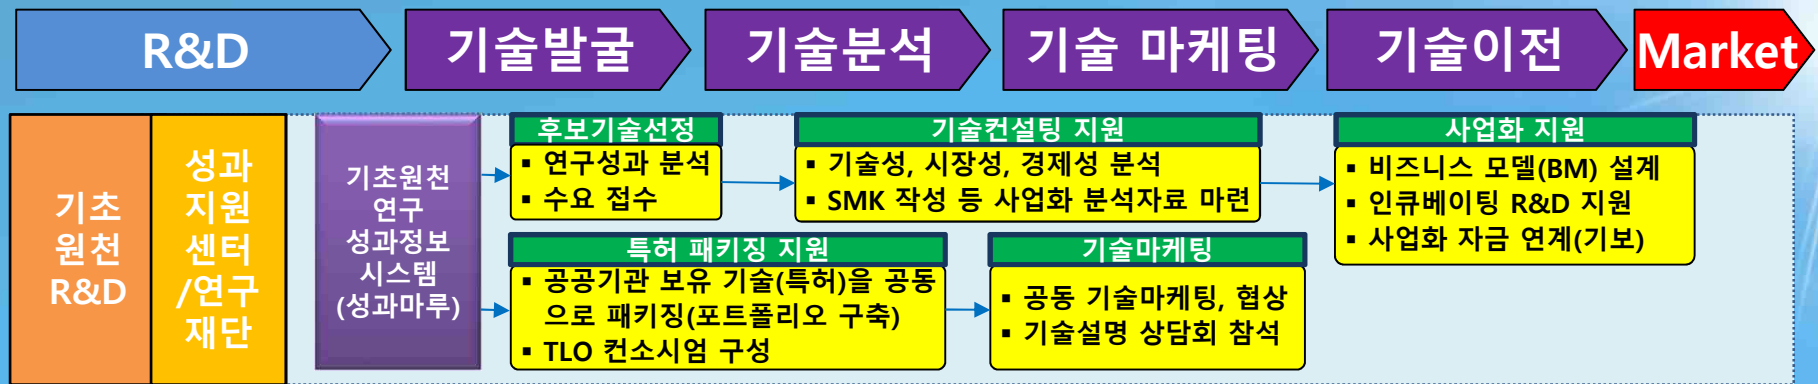 R&D
기술발굴
기술분석
기술 마케팅
기술이전
Market
기초
원천
R&D
성과
지원
센터
/연구
재단
기초원천
연구
성과정보
시스템
(성과마루)
후보기술선정
▪ 연구성과 분석
▪ 수요 접수
기술컨설팅 지원
▪ 기술성, 시장성, 경제성 분석
▪ SMK 작성 등 사업화 분석자료 마련
사업화 지원
▪ 비즈니스 모델(BM) 설계
▪ 인큐베이팅 R&D 지원
▪ 사업화 자금 연계(기보)
특허 패키징 지원
▪ 공공기관 보유 기술(특허)을 공동
으로 패키징(포트폴리오 구축)
▪ TLO 컨소시엄 구성
기술마케팅
▪ 공동 기술마케팅, 협상
▪ 기술설명 상담회 참석